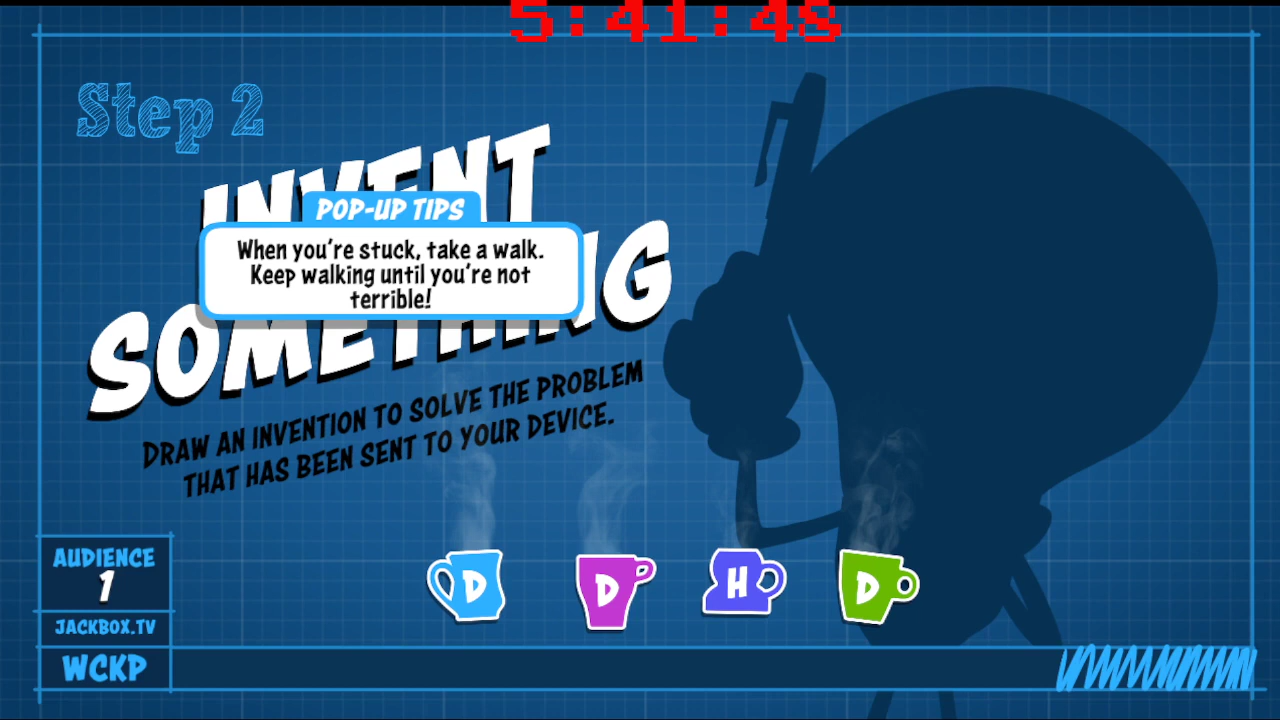 5:41:48
Step 2
INVENT
SOMETHING
POP-UP TIPS
When you're stuck, take a walk.
Keep walking until you're not
terrible!
DRAW AN INVENTION TO SOLVE THE PROBLEM
THAT HAS BEEN SENT TO YOUR DEVICE.
D
D
H
D
AUDIENCE
1
JACKBOX.TV
WCKP